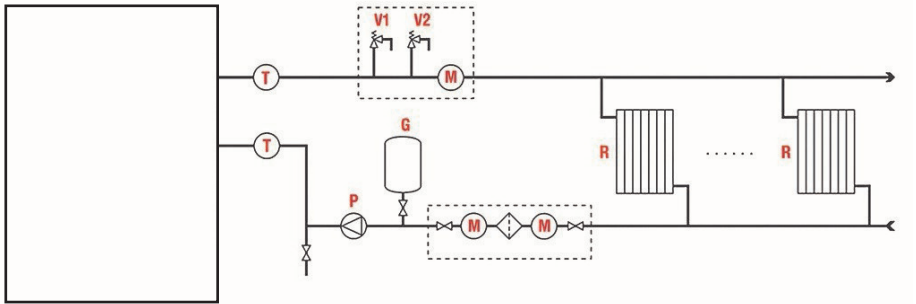 V1 V2
T M
G
T
R ...... R
P
M M